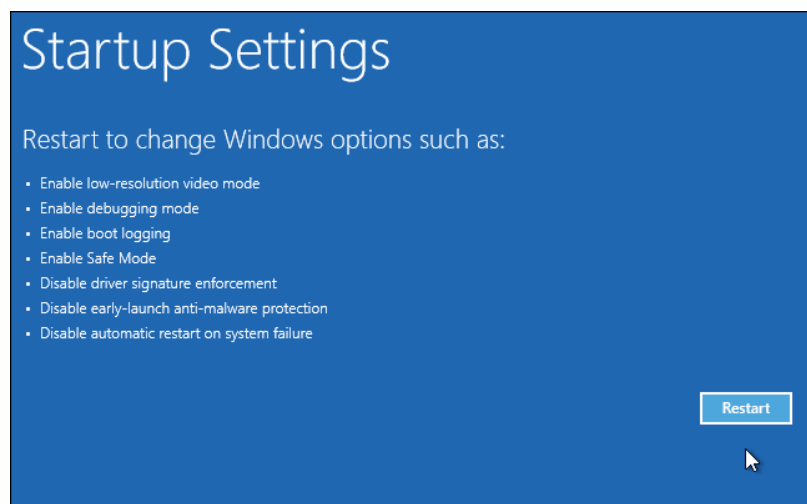 Startup Settings
Restart to change Windows options such as:
▪ Enable low-resolution video mode
▪ Enable debugging mode
▪ Enable boot logging
▪ Enable Safe Mode
▪ Disable driver signature enforcement
▪ Disable early-launch anti-malware protection
▪ Disable automatic restart on system failure
Restart